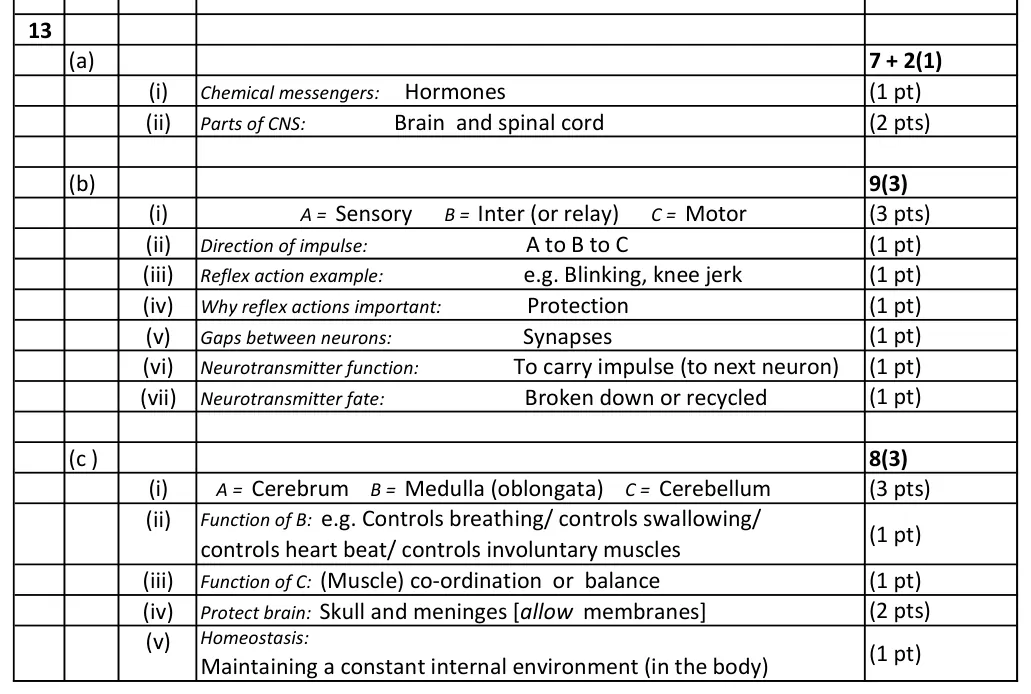 13
(a) 7 + 2(1)
(i) Chemical messengers: Hormones (1 pt)
(ii) Parts of CNS: Brain and spinal cord (2 pts)
(b) 9(3)
(i) A = Sensory B = Inter (or relay) C = Motor (3 pts)
(ii) Direction of impulse: A to B to C (1 pt)
(iii) Reflex action example: e.g. Blinking, knee jerk (1 pt)
(iv) Why reflex actions important: Protection (1 pt)
(v) Gaps between neurons: Synapses (1 pt)
(vi) Neurotransmitter function: To carry impulse (to next neuron) (1 pt)
(vii) Neurotransmitter fate: Broken down or recycled (1 pt)
(c ) 8(3)
(i) A = Cerebrum B = Medulla (oblongata) C = Cerebellum (3 pts)
(ii) Function of B: e.g. Controls breathing/ controls swallowing/
controls heart beat/ controls involuntary muscles (1 pt)
(iii) Function of C: (Muscle) co-ordination or balance (1 pt)
(iv) Protect brain: Skull and meninges [allow membranes] (2 pts)
(v) Homeostasis:
Maintaining a constant internal environment (in the body) (1 pt)